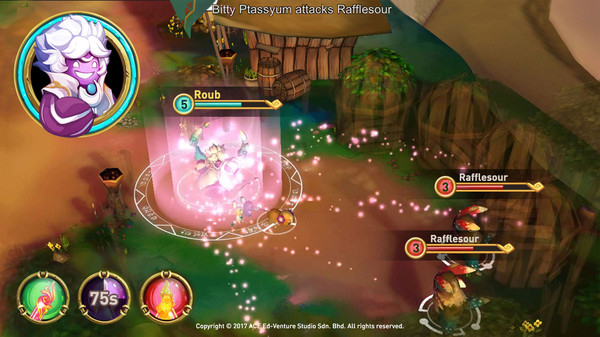 Bitty Ptassyum attacks Rafflesour
Roub
5
Rafflesour
3
Rafflesour
3
75s
Copyright © 2017 ACE Ed-Venture Studio Sdn. Bhd. All rights reserved.